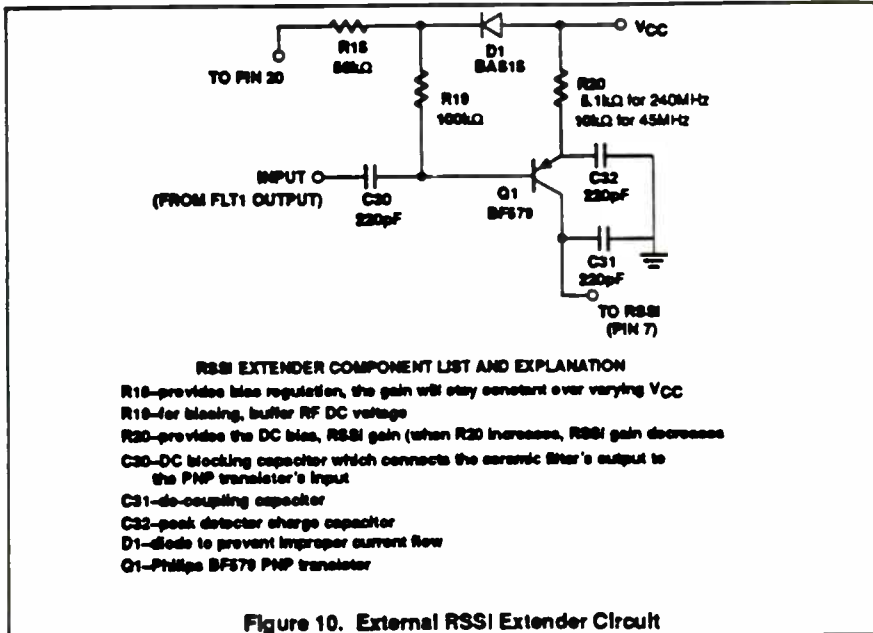 VCC
R18
D1
BAS16
TO PIN 20
R19
100kΩ
R20
5.1kΩ for 240MHz
10kΩ for 45MHz
INPUT
(FROM FLT1 OUTPUT)
C30
220pF
Q1
BF579
C32
220pF
C31
220pF
TO RSSI
(PIN 7)
RSSI EXTENDER COMPONENT LIST AND EXPLANATION
R18–provides bias regulation, the gain will stay constant over varying VCC
R19–for biasing, buffer RF DC voltage
R20–provides the DC bias, RSSI gain (when R20 increases, RSSI gain decreases
C30–DC blocking capacitor which connects the ceramic filter's output to
the PNP transistor's input
C31–de-coupling capacitor
C32–peak detector charge capacitor
D1–diode to prevent improper current flow
Q1–Philips BF579 PNP transistor
Figure 10. External RSSI Extender Circuit